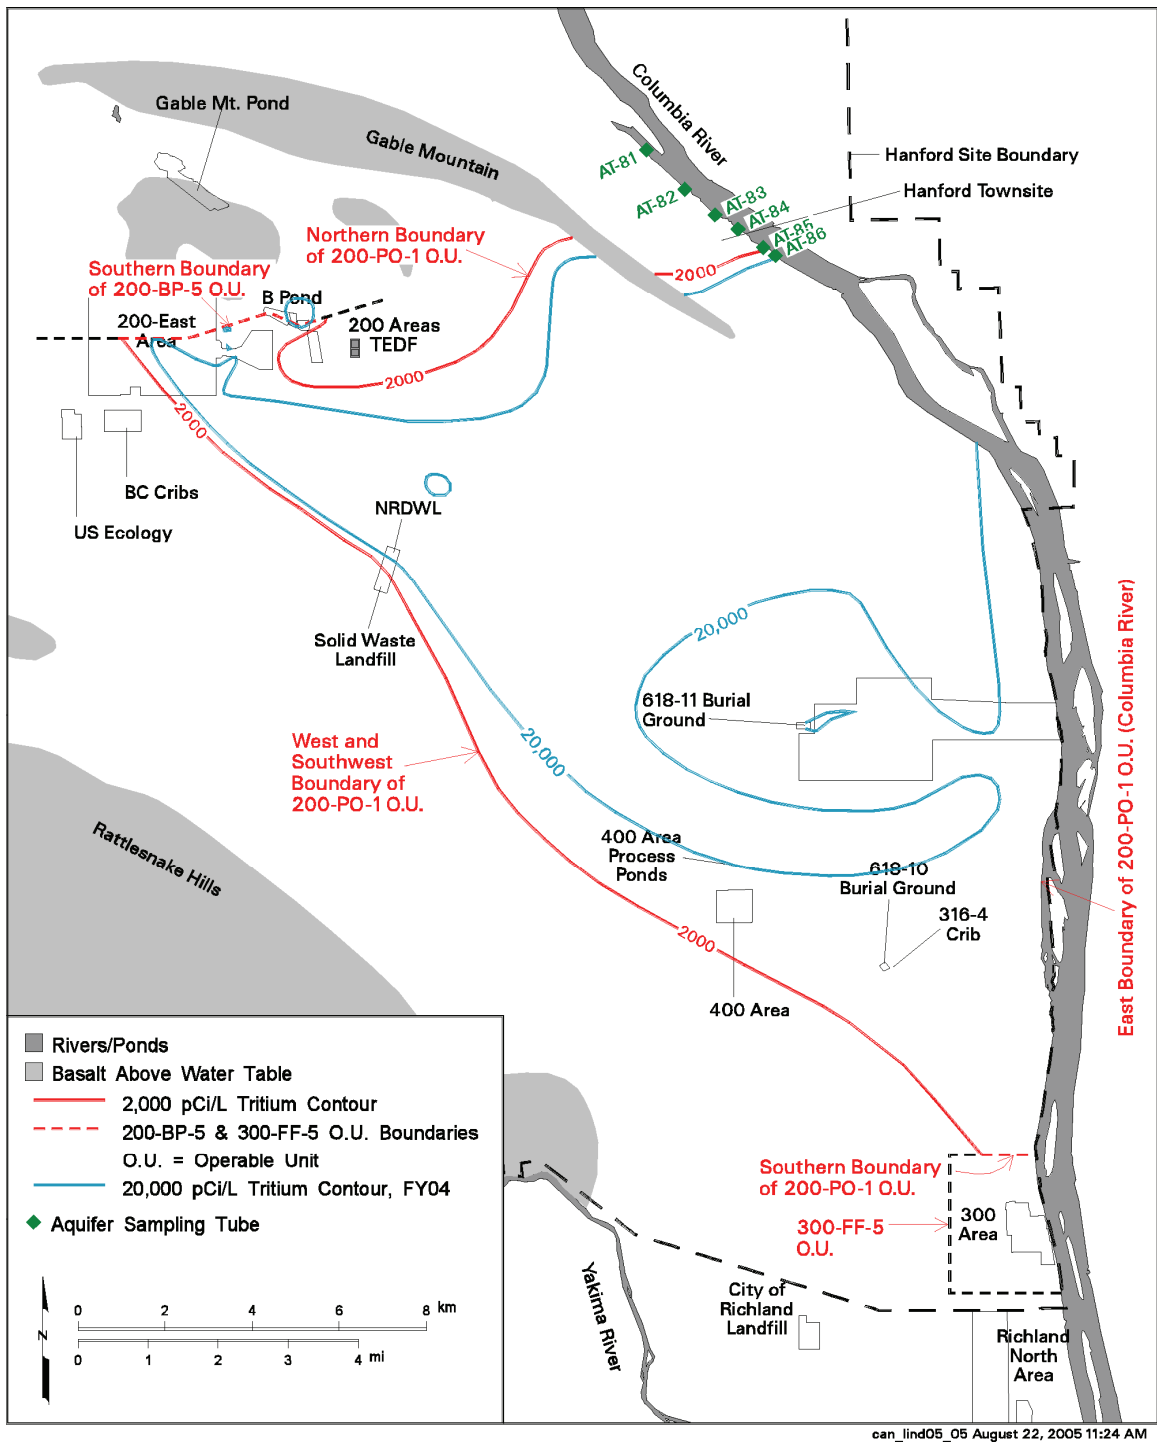 Columbia River
Gable Mt. Pond
Gable Mountain
AT-81
AT-82
AT-83
AT-84
AT-85
AT-86
Hanford Site Boundary
Hanford Townsite
Northern Boundary
of 200-PO-1 O.U.
2000
Southern Boundary
of 200-BP-5 O.U.
B Pond
200-East
Area
200 Areas
TEDF
2000
2000
BC Cribs
US Ecology
NRDWL
Solid Waste
Landfill
20,000
618-11 Burial
Ground
20,000
West and
Southwest
Boundary of
200-PO-1 O.U.
Rattlesnake Hills
400 Area
Process
Ponds
618-10
Burial Ground
316-4
Crib
2000
400 Area
East Boundary of 200-PO-1 O.U. (Columbia River)
Rivers/Ponds
Basalt Above Water Table
2,000 pCi/L Tritium Contour
200-BP-5 & 300-FF-5 O.U. Boundaries
O.U. = Operable Unit
20,000 pCi/L Tritium Contour, FY04
Aquifer Sampling Tube
0 2 4 6 8 km
0 1 2 3 4 mi
N
Southern Boundary
of 200-PO-1 O.U.
300-FF-5
O.U.
300
Area
Yakima River
City of
Richland
Landfill
Richland
North
Area
can_lind05_05 August 22, 2005 11:24 AM